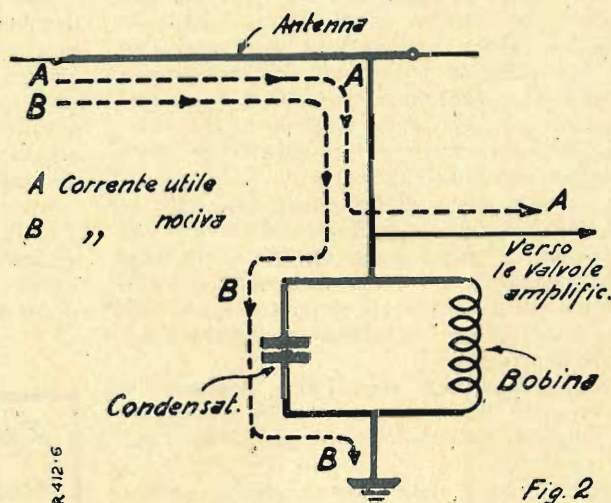 Antenna
A
A
B
A Corrente utile
B ,, nociva
A
Verso
le valvole
amplific.
B
Condensat.
Bobina
B
R412·6
Fig. 2